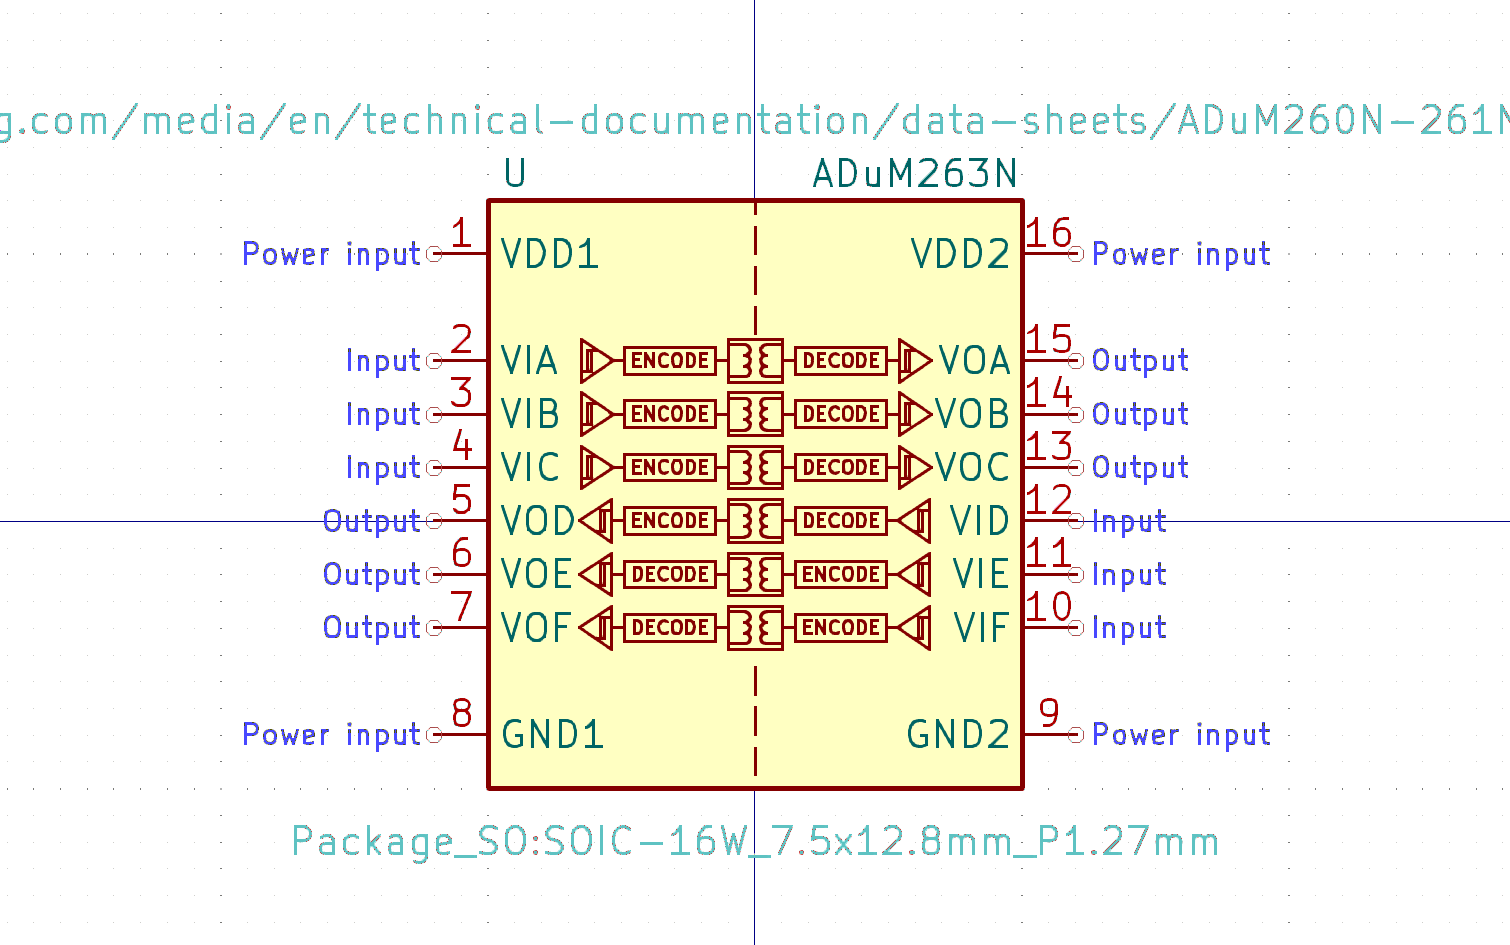 g.com/media/en/technical-documentation/data-sheets/ADuM260N-261N
U ADuM263N
Power input 1 VDD1 VDD2 16 Power input
Input 2 VIA ENCODE DECODE VOA 15 Output
Input 3 VIB ENCODE DECODE VOB 14 Output
Input 4 VIC ENCODE DECODE VOC 13 Output
Output 5 VOD ENCODE DECODE VID 12 Input
Output 6 VOE DECODE ENCODE VIE 11 Input
Output 7 VOF DECODE ENCODE VIF 10 Input
Power input 8 GND1 GND2 9 Power input
Package_SO:SOIC-16W_7.5x12.8mm_P1.27mm